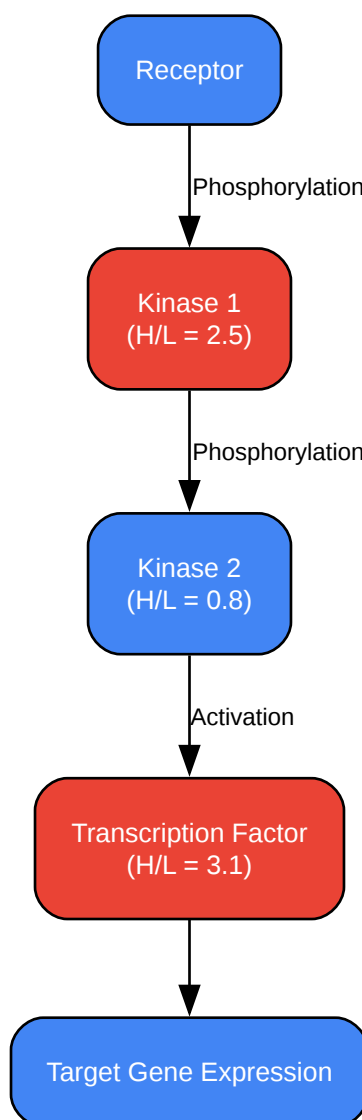 Receptor
Phosphorylation
Kinase 1
(H/L = 2.5)
Phosphorylation
Kinase 2
(H/L = 0.8)
Activation
Transcription Factor
(H/L = 3.1)
Target Gene Expression